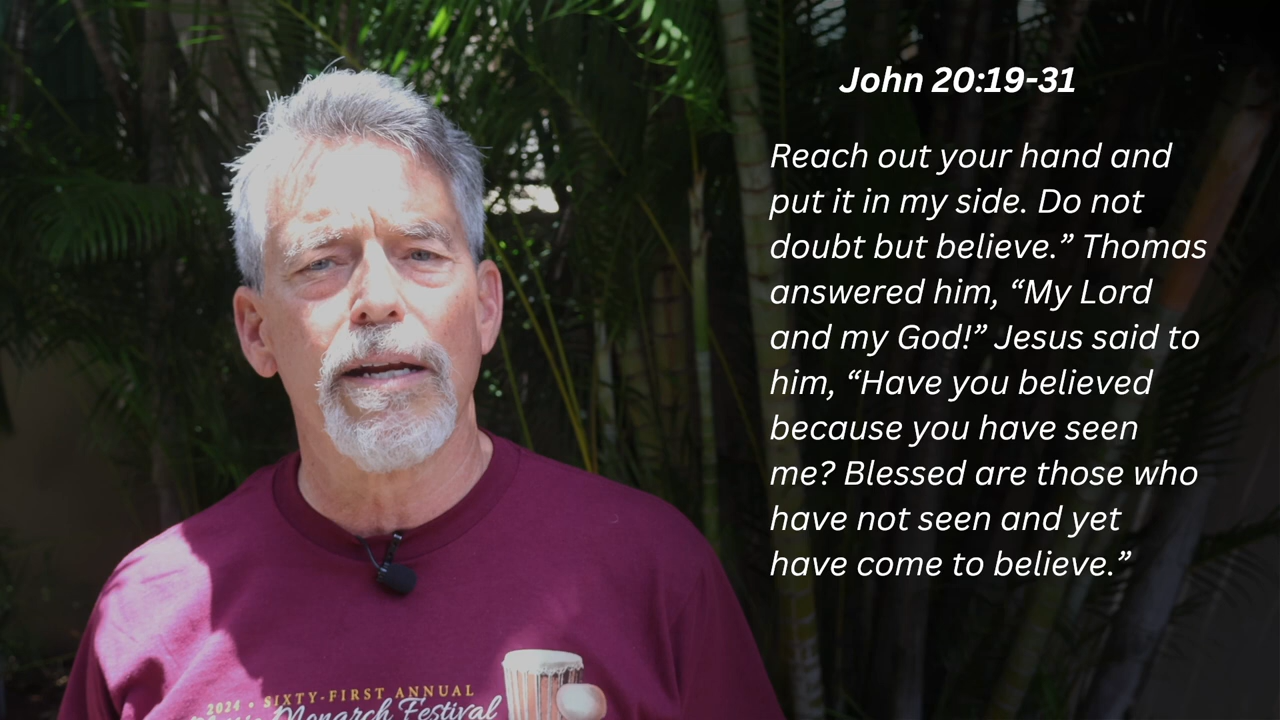 John 20:19-31
Reach out your hand and
put it in my side. Do not
doubt but believe.” Thomas
answered him, “My Lord
and my God!” Jesus said to
him, “Have you believed
because you have seen
me? Blessed are those who
have not seen and yet
have come to believe.”
2024 • SIXTY-FIRST ANNUAL
Monarch Festival